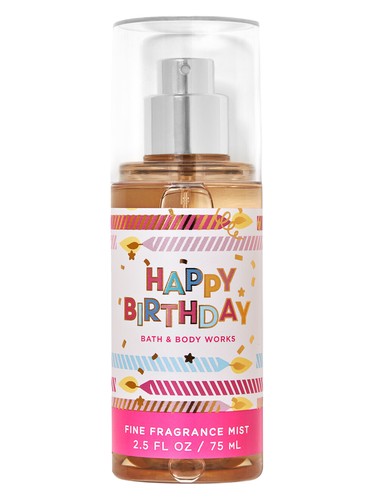 HAPPY
BIRTHDAY
BATH & BODY WORKS
FINE FRAGRANCE MIST
2.5 FL OZ / 75 mL